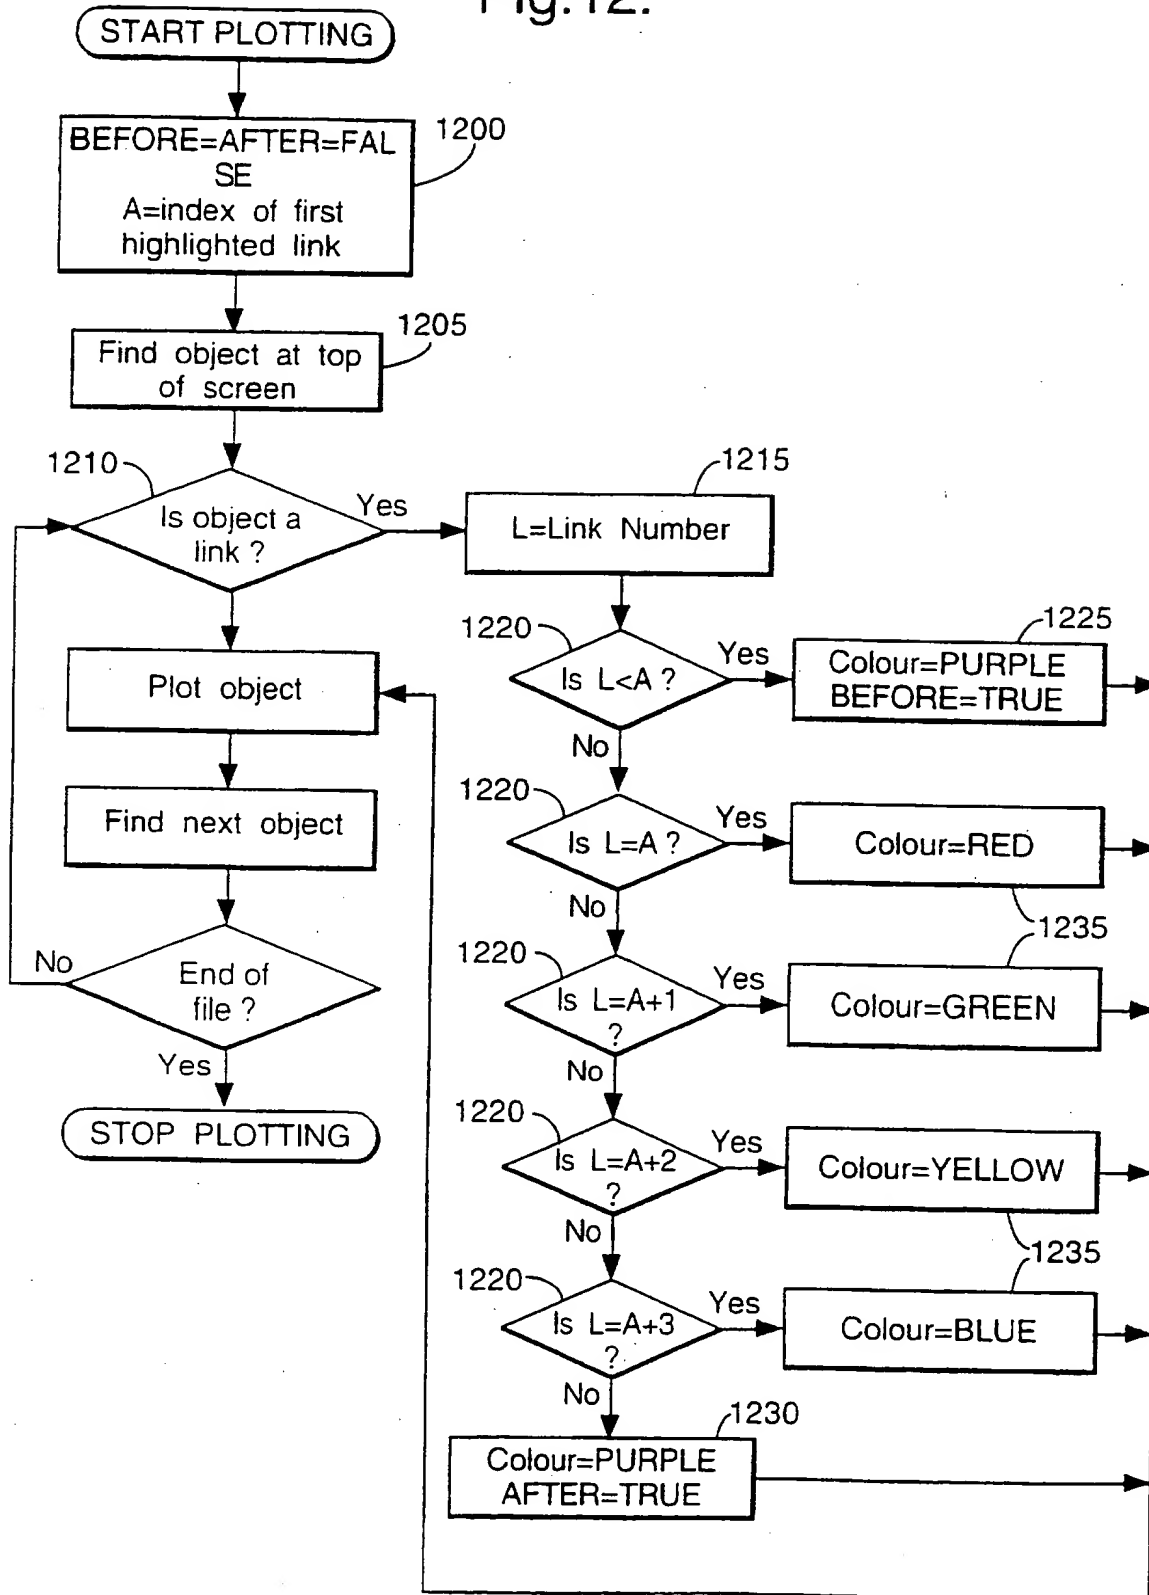 Fig.12.
START PLOTTING
BEFORE=AFTER=FAL
SE
A=index of first
highlighted link
1200
Find object at top
of screen
1205
1210
Is object a
link ?
Yes
1215
L=Link Number
Plot object
Find next object
End of
file ?
No
Yes
STOP PLOTTING
1220
Is L<A ?
Yes
1225
Colour=PURPLE
BEFORE=TRUE
No
1220
Is L=A ?
Yes
Colour=RED
1235
No
1220
Is L=A+1
?
Yes
Colour=GREEN
No
1220
Is L=A+2
?
Yes
Colour=YELLOW
1235
No
1220
Is L=A+3
?
Yes
Colour=BLUE
No
1230
Colour=PURPLE
AFTER=TRUE